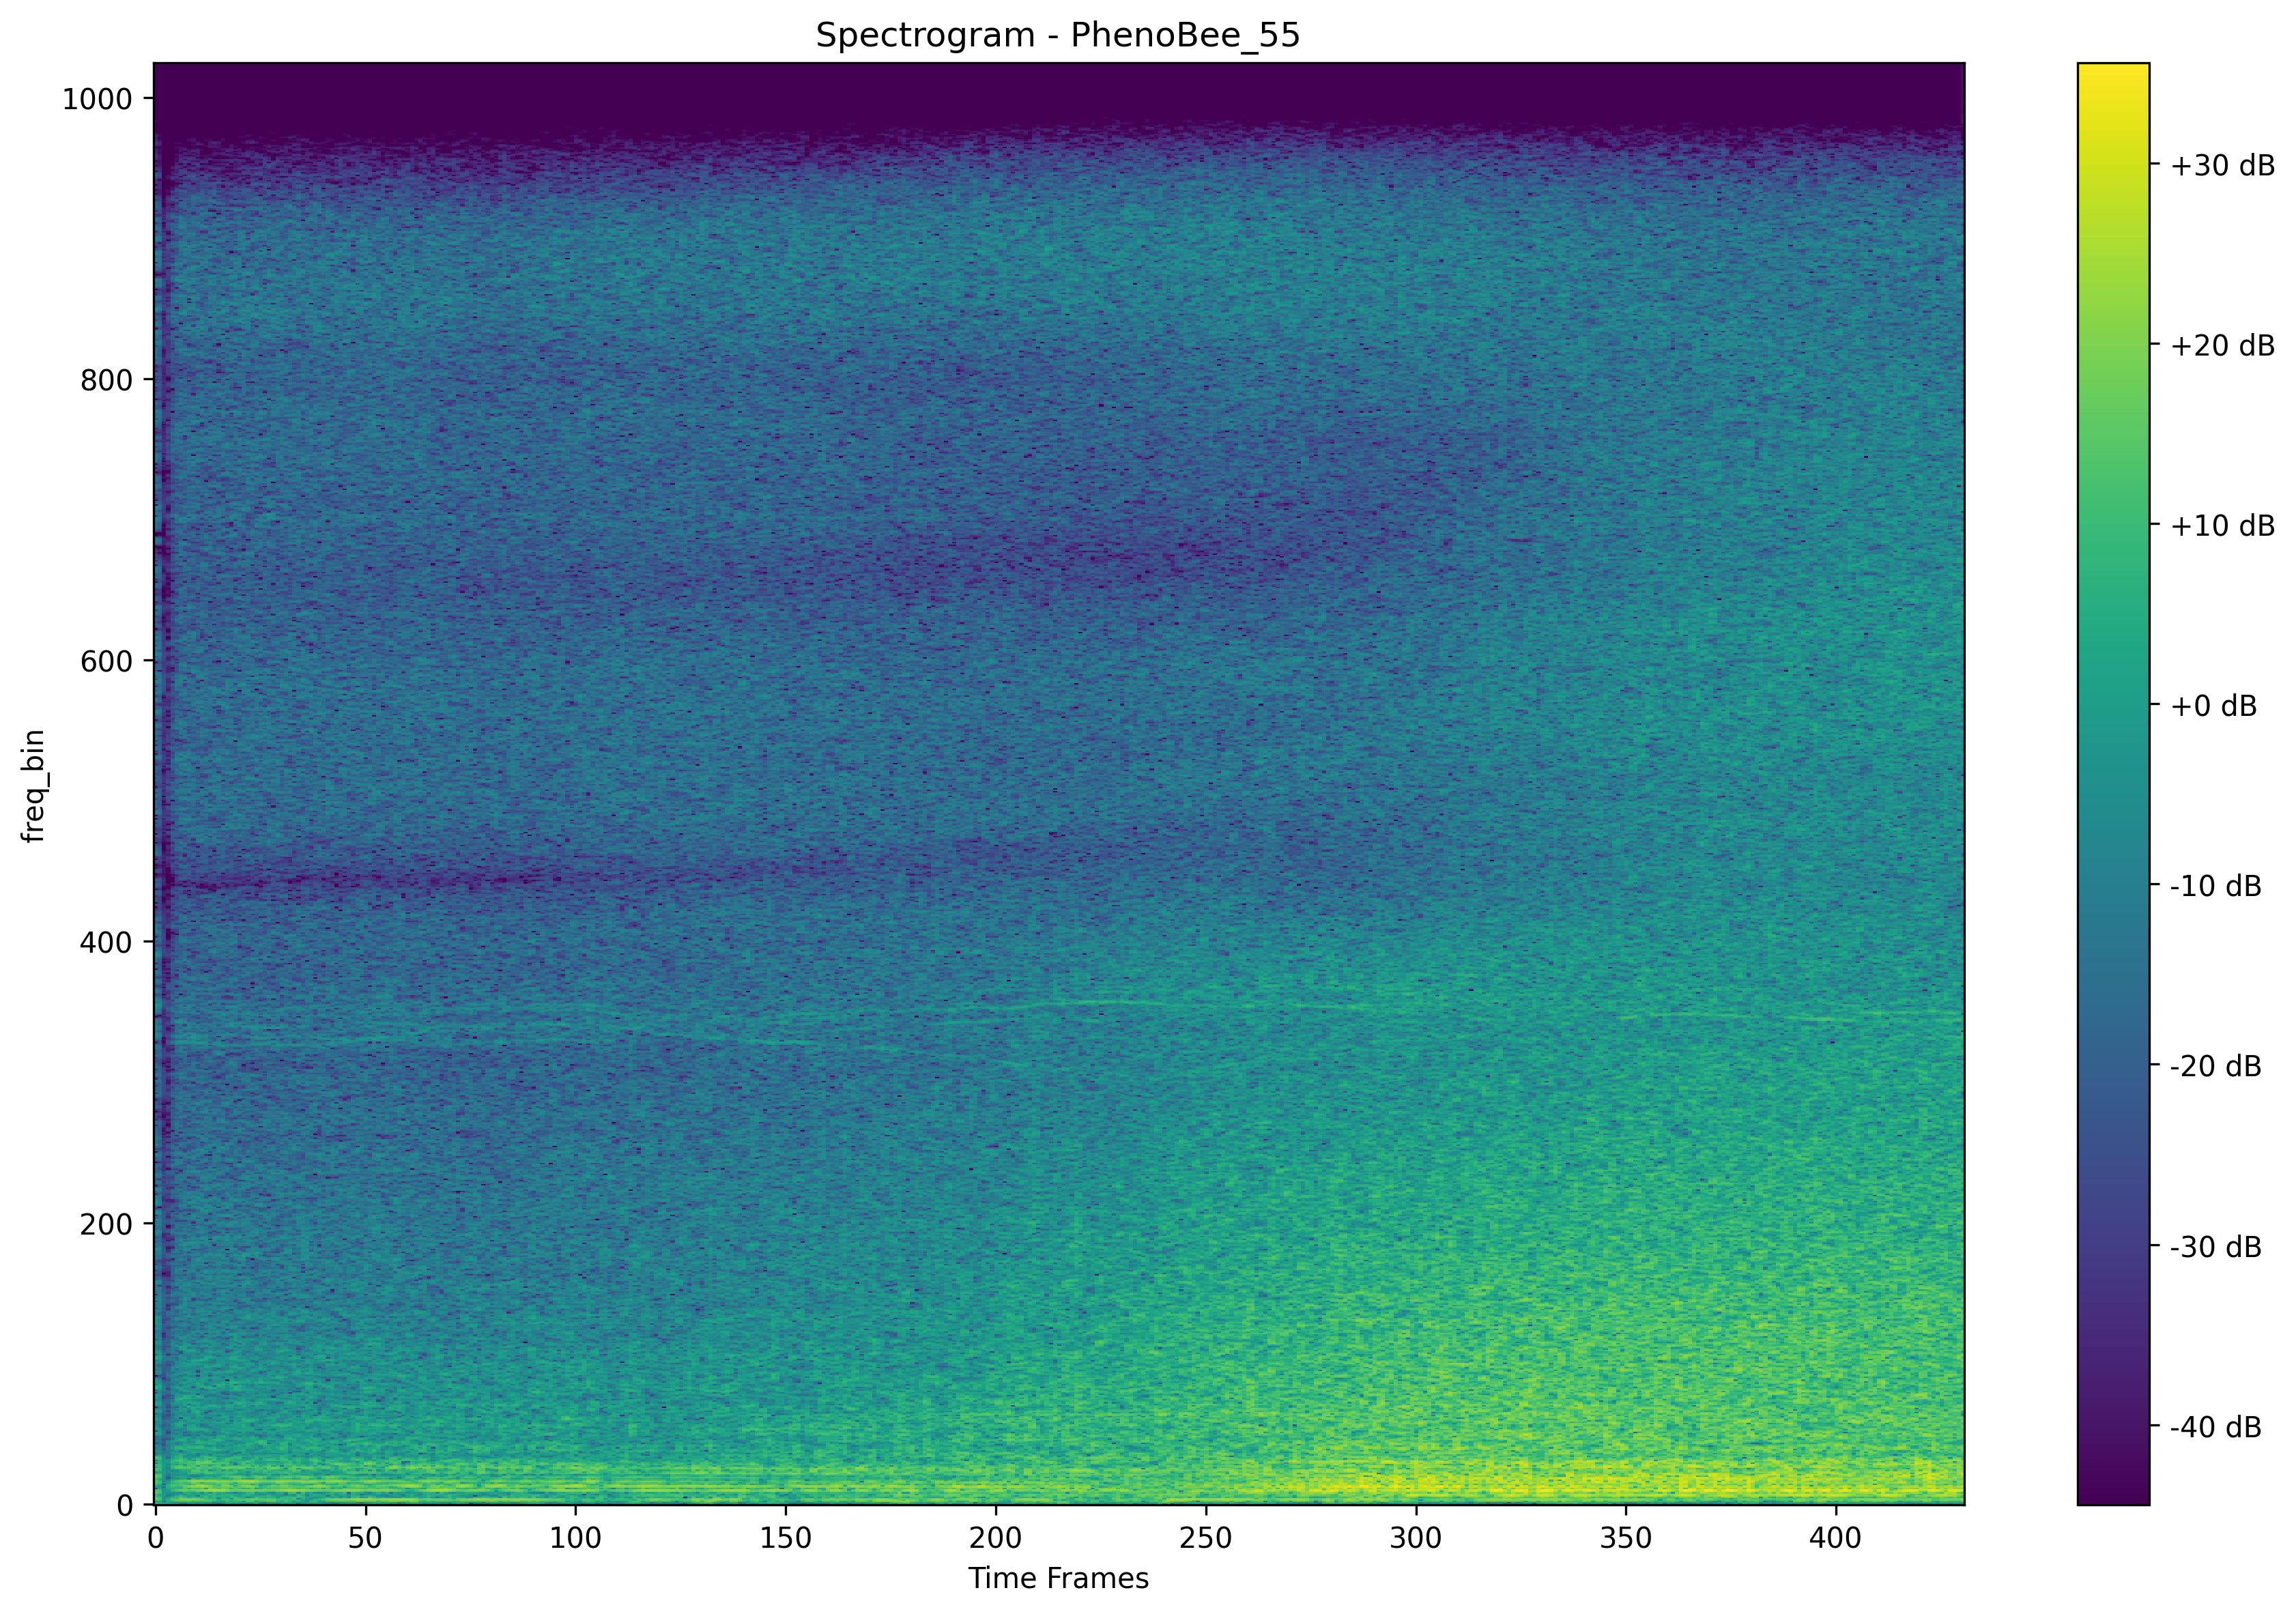 Spectrogram - PhenoBee_55
1000
800
600
400
200
0
freq_bin
0 50 100 150 200 250 300 350 400
Time Frames
+30 dB
+20 dB
+10 dB
+0 dB
-10 dB
-20 dB
-30 dB
-40 dB